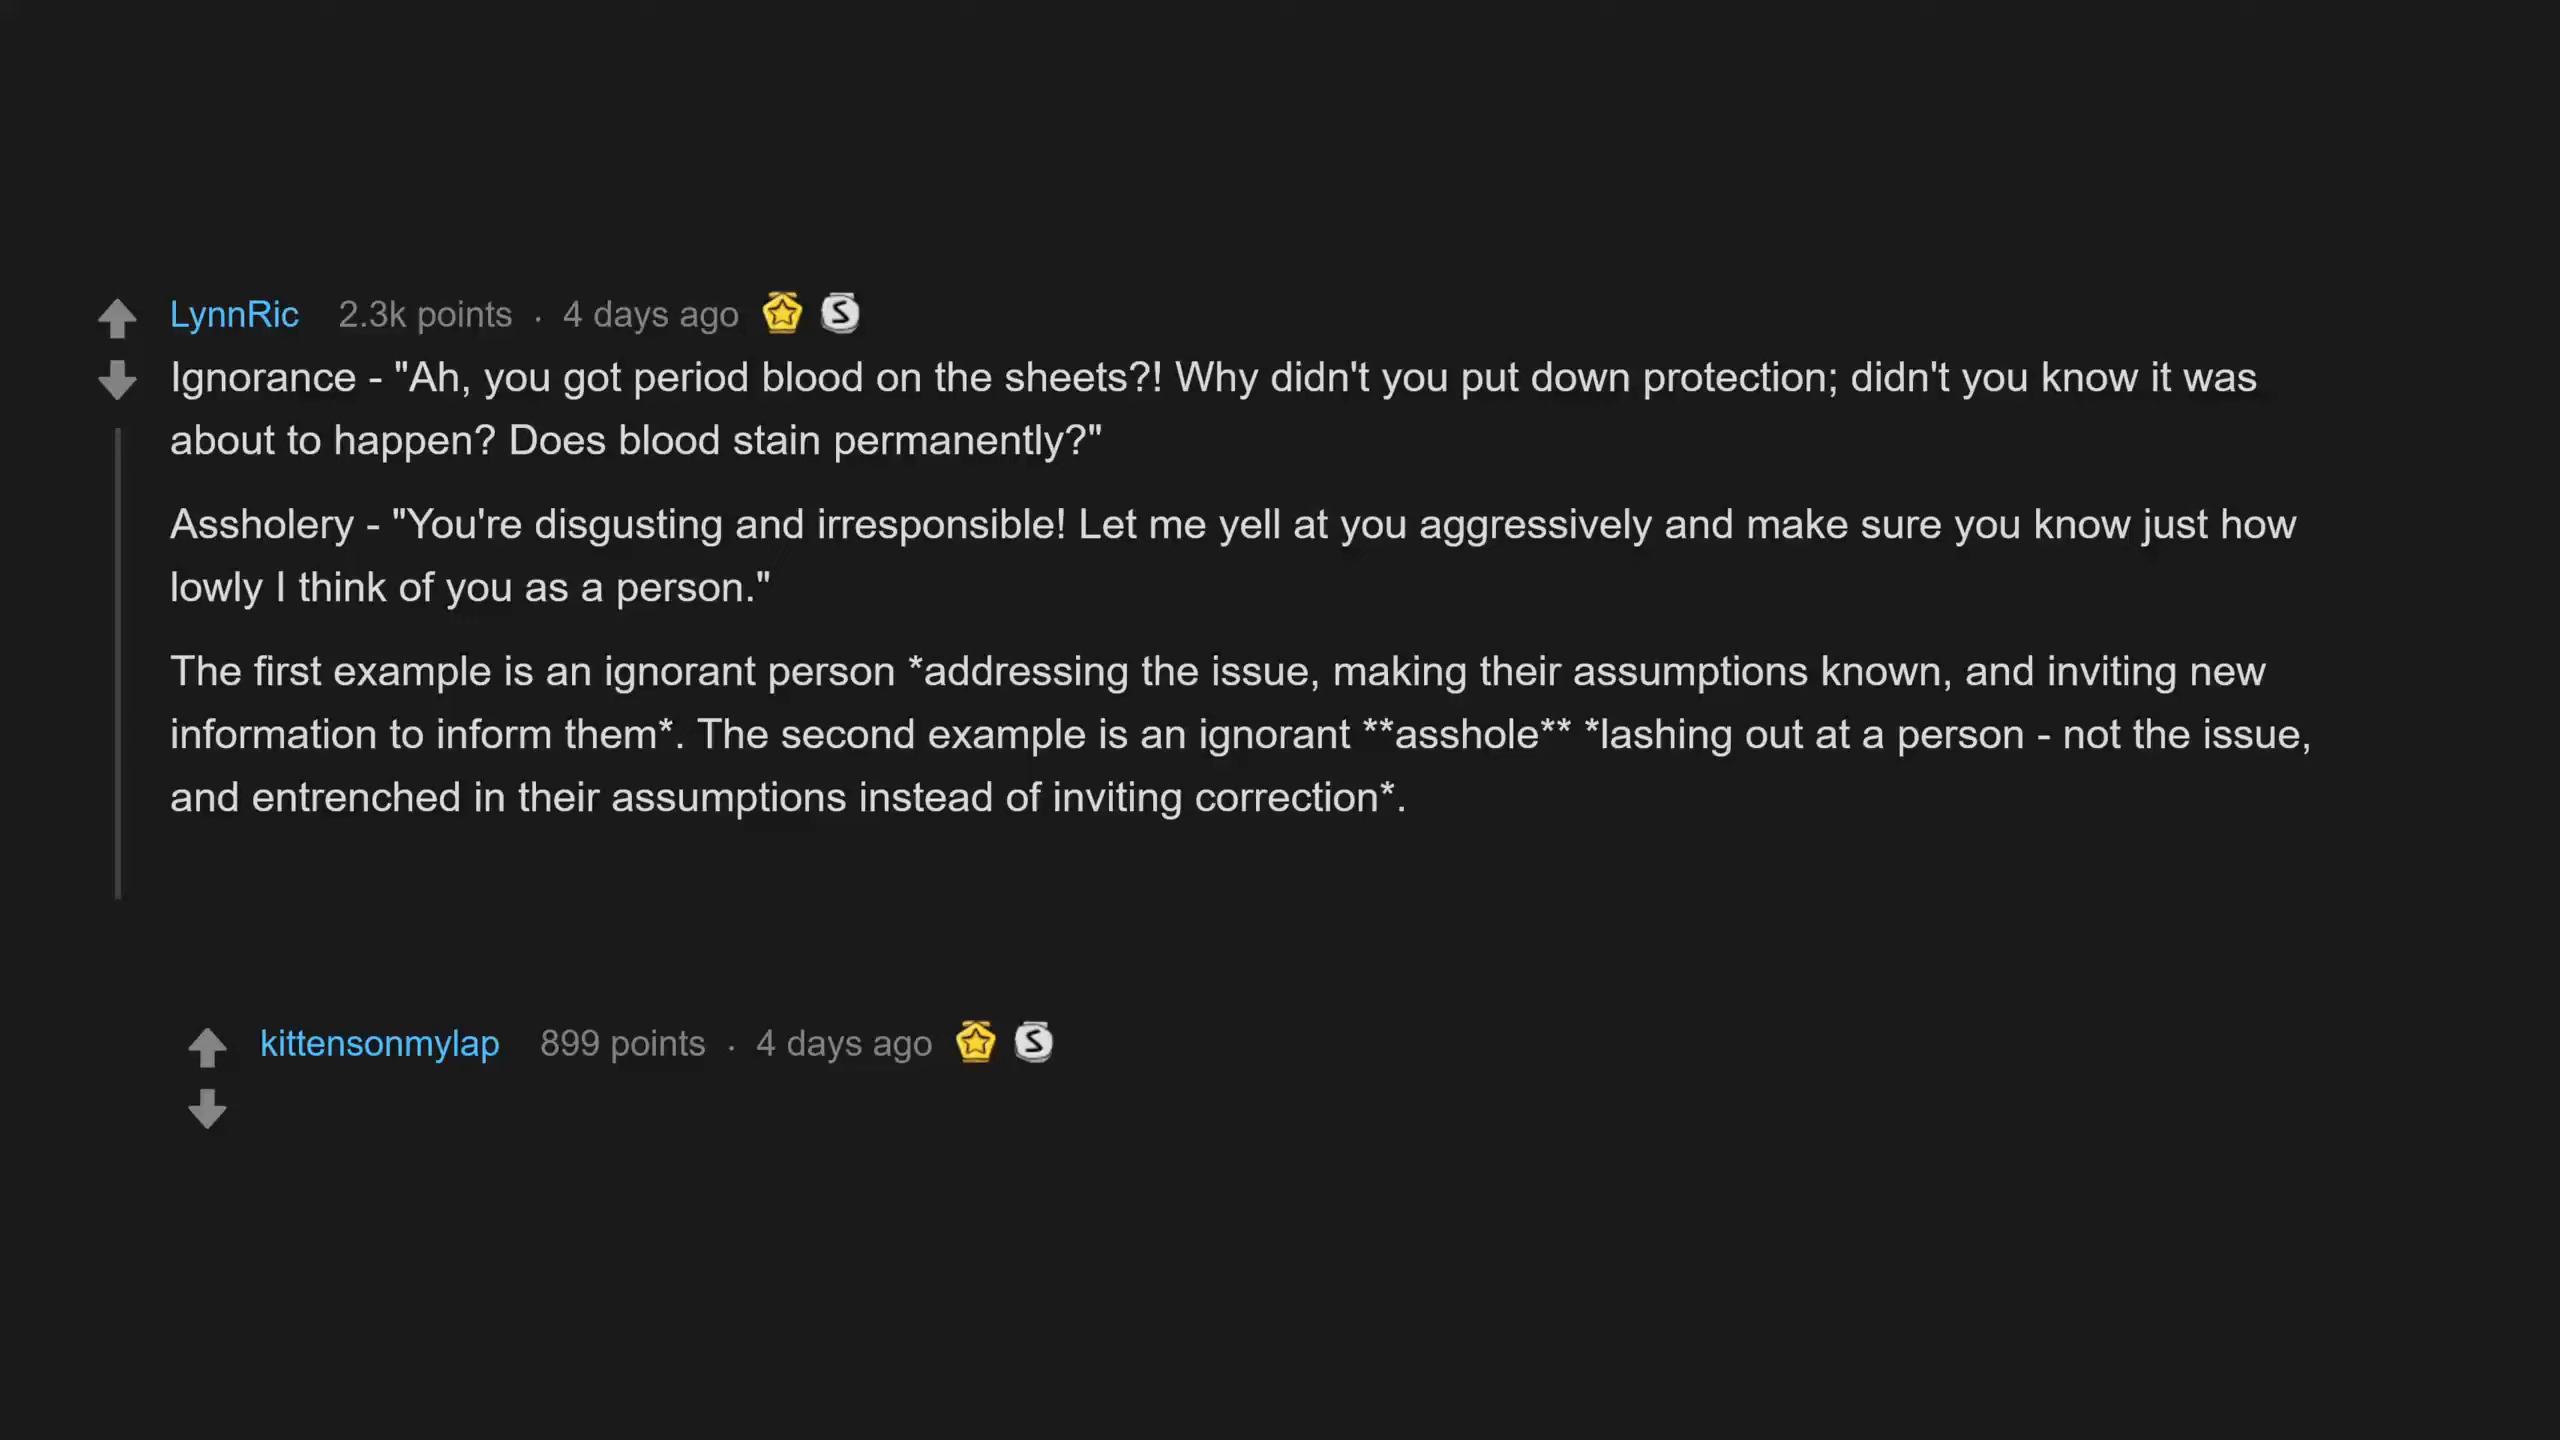 LynnRic 2.3k points · 4 days ago S
Ignorance - "Ah, you got period blood on the sheets?! Why didn't you put down protection; didn't you know it was
about to happen? Does blood stain permanently?"
Assholery - "You're disgusting and irresponsible! Let me yell at you aggressively and make sure you know just how
lowly I think of you as a person."
The first example is an ignorant person *addressing the issue, making their assumptions known, and inviting new
information to inform them*. The second example is an ignorant **asshole** *lashing out at a person - not the issue,
and entrenched in their assumptions instead of inviting correction*.
kittensonmylap 899 points · 4 days ago S